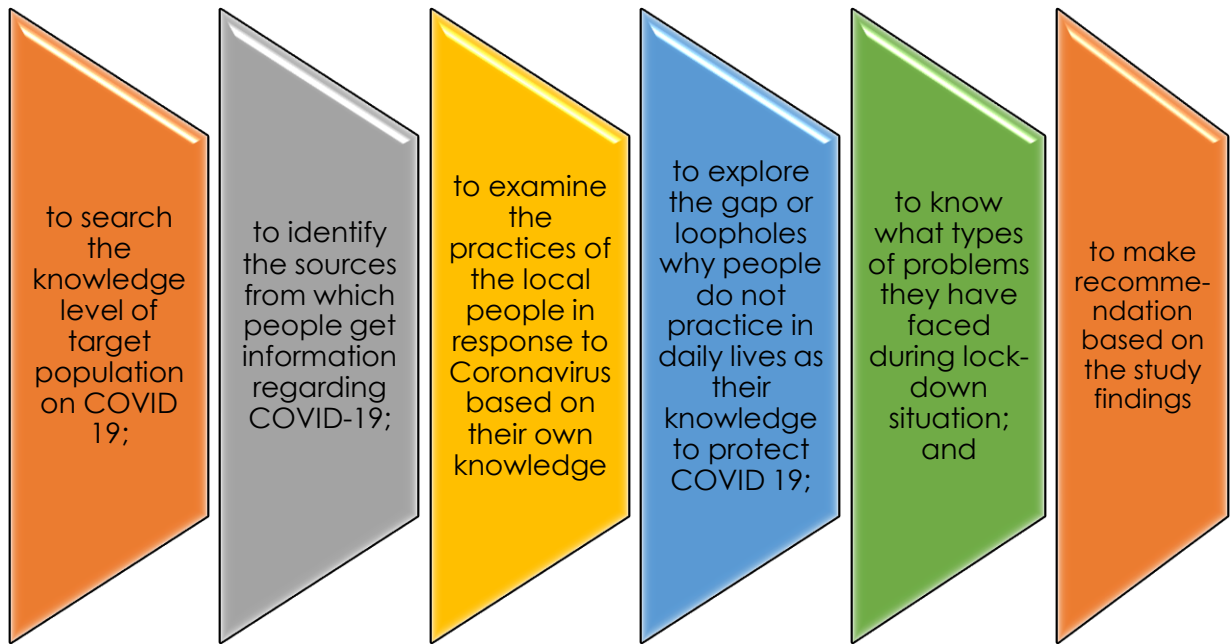 to search
the
knowledge
level of
target
population
on COVID
19;
to identify
the sources
from which
people get
information
regarding
COVID-19;
to examine
the
practices of
the local
people in
response to
Coronavirus
based on
their own
knowledge
to explore
the gap or
loopholes
why people
do not
practice in
daily lives as
their
knowledge
to protect
COVID 19;
to know
what types
of problems
they have
faced
during lock-
down
situation;
and
to make
recomme-
ndation
based on
the study
findings